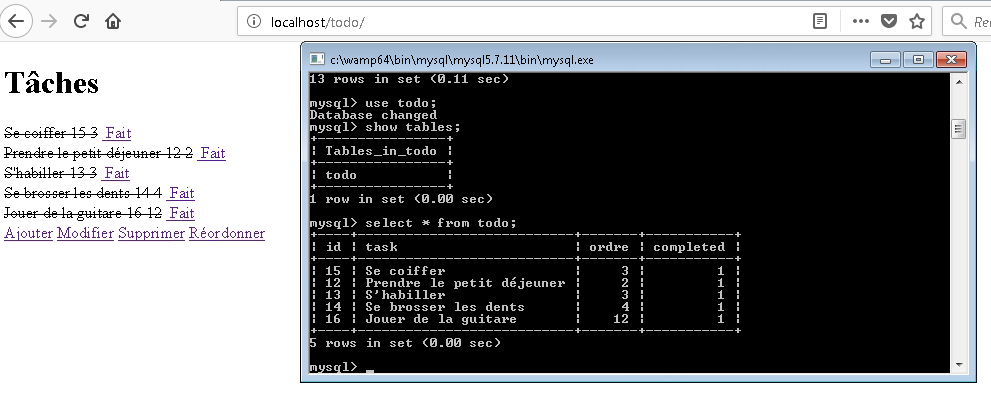 localhost/todo/
Re
Tâches
Se coiffer 15 3 Fait
Prendre le petit déjeuner 12 2 Fait
S'habiller 13 3 Fait
Se brosser les dents 14 4 Fait
Jouer de la guitare 16 12 Fait
Ajouter Modifier Supprimer Réordonner
c:\wamp64\bin\mysql\mysql5.7.11\bin\mysql.exe
13 rows in set (0.11 sec)
mysql> use todo;
Database changed
mysql> show tables;
+----------------+
| Tables_in_todo |
+----------------+
| todo           |
+----------------+
1 row in set (0.00 sec)
mysql> select * from todo;
+----+---------------------------+-------+-----------+
| id | task                      | ordre | completed |
+----+---------------------------+-------+-----------+
| 15 | Se coiffer                |     3 |         1 |
| 12 | Prendre le petit déjeuner |     2 |         1 |
| 13 | S'habiller                |     3 |         1 |
| 14 | Se brosser les dents      |     4 |         1 |
| 16 | Jouer de la guitare       |    12 |         1 |
+----+---------------------------+-------+-----------+
5 rows in set (0.00 sec)
mysql> _